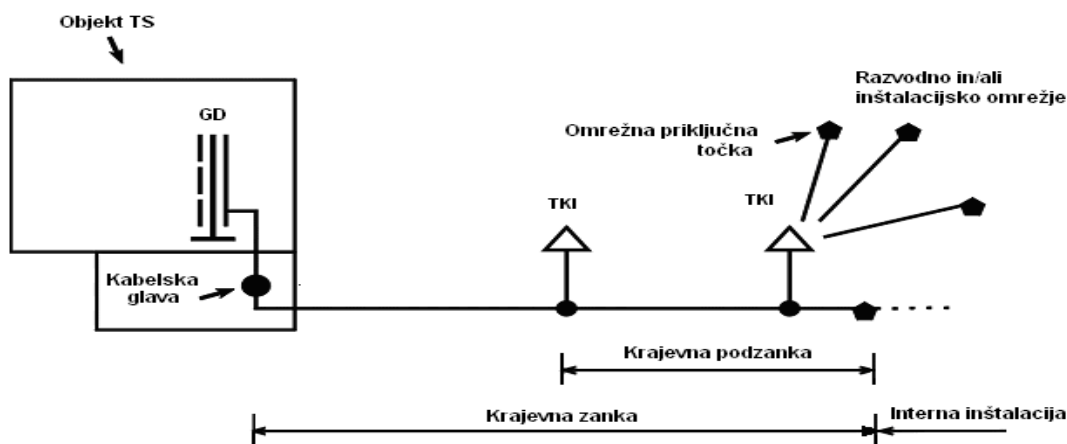 Objekt TS
GD
Kabelska
glava
TKI
TKI
Omrežna priključna
točka
Razvodno in/ali
inštalacijsko omrežje
Krajevna podzanka
Krajevna zanka
Interna inštalacija